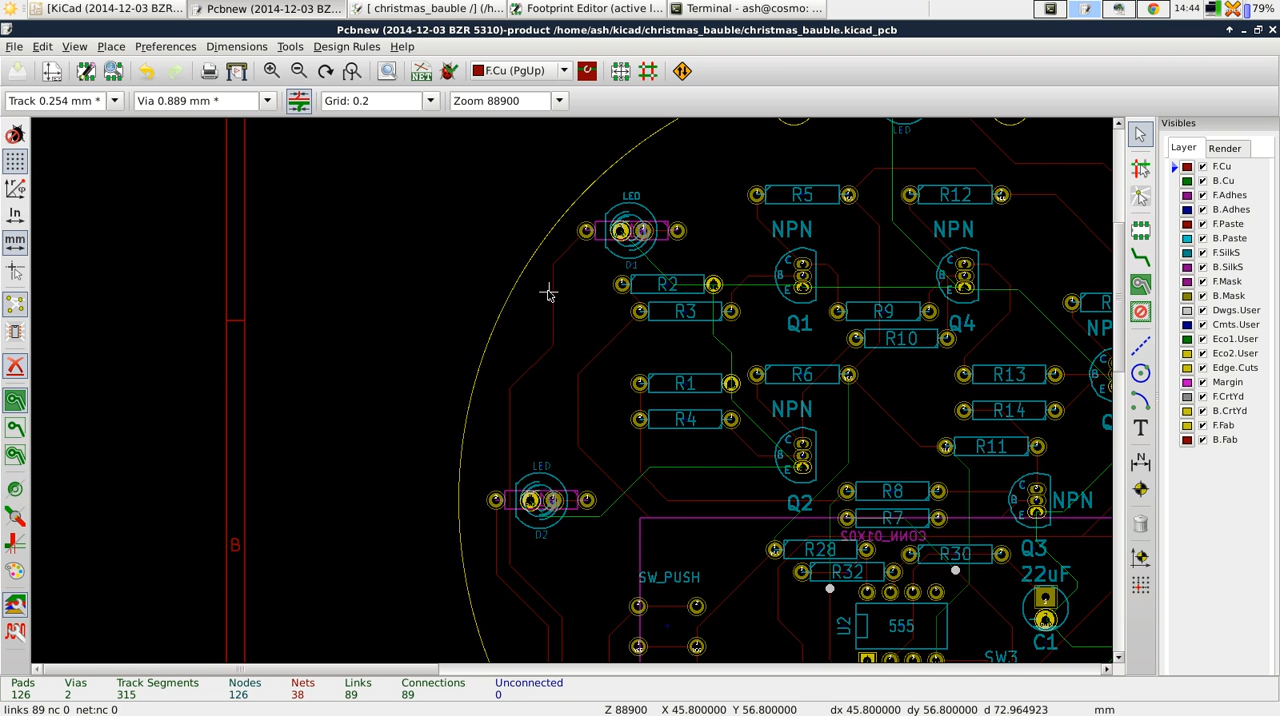 [KiCad (2014-12-03 BZR... Pcbnew (2014-12-03 BZ... [ christmas_bauble /] (/h... Footprint Editor (active l... Terminal - ash@cosmo: ... 14:44 79%
Pcbnew (2014-12-03 BZR 5310)-product /home/ash/kicad/christmas_bauble/christmas_bauble.kicad_pcb
File Edit View Place Preferences Dimensions Tools Design Rules Help
NET F.Cu (PgUp)
Track 0.254 mm * Via 0.889 mm * Grid: 0.2 Zoom 88900
Visibles
Layer Render
In
mm
F.Cu
B.Cu
F.Adhes
B.Adhes
F.Paste
B.Paste
F.SilkS
B.SilkS
F.Mask
B.Mask
Dwgs.User
Cmts.User
Eco1.User
Eco2.User
Edge.Cuts
Margin
F.CrtYd
B.CrtYd
F.Fab
B.Fab
T
N
LED
LED R5 R12
NPN NPN
D1
C C
B B
E E
R2
R3 R9 Q1 Q4
R10 NP
R1 R6 R13
B
R4 NPN R14
C
B
E
R11
LED
Q2 R8 C NPN
B
E
R7
D2
CONN_01X02
R28 R30 Q3
R32 22uF
SW_PUSH
B
U2 555 C1
SW3
Pads Vias Track Segments Nodes Nets Links Connections Unconnected
126 2 315 126 38 89 89 0
links 89 nc 0 net:nc 0 Z 88900 X 45.800000 Y 56.800000 dx 45.800000 dy 56.800000 d 72.964923 mm